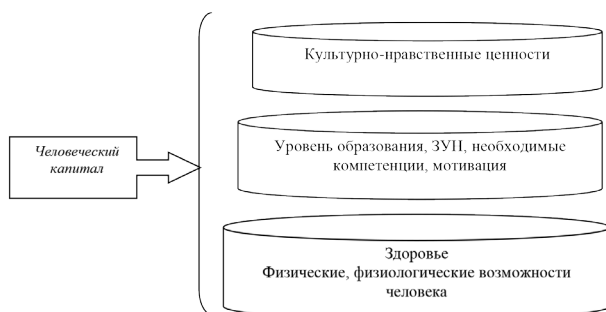 Культурно-нравственные ценности
Человеческий
капитал
Уровень образования, ЗУН, необходимые
компетенции, мотивация
Здоровье
Физические, физиологические возможности
человека